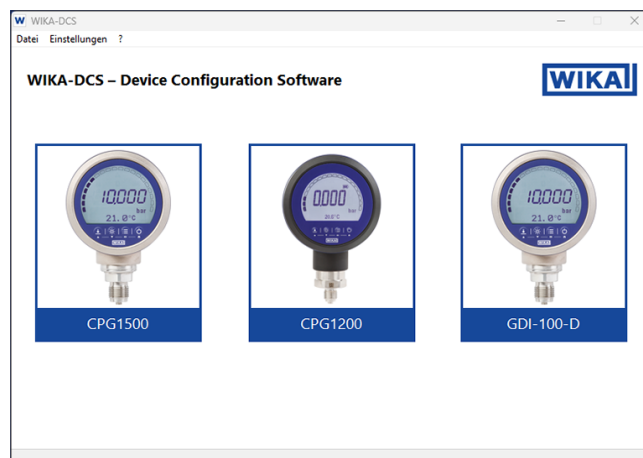 WIKA-DCS
Datei Einstellungen ?
WIKA-DCS – Device Configuration Software
WIKA
10.000
bar
21.0°C
CPG1500
0.000
bar
CPG1200
10.000
bar
21.0°C
GDI-100-D